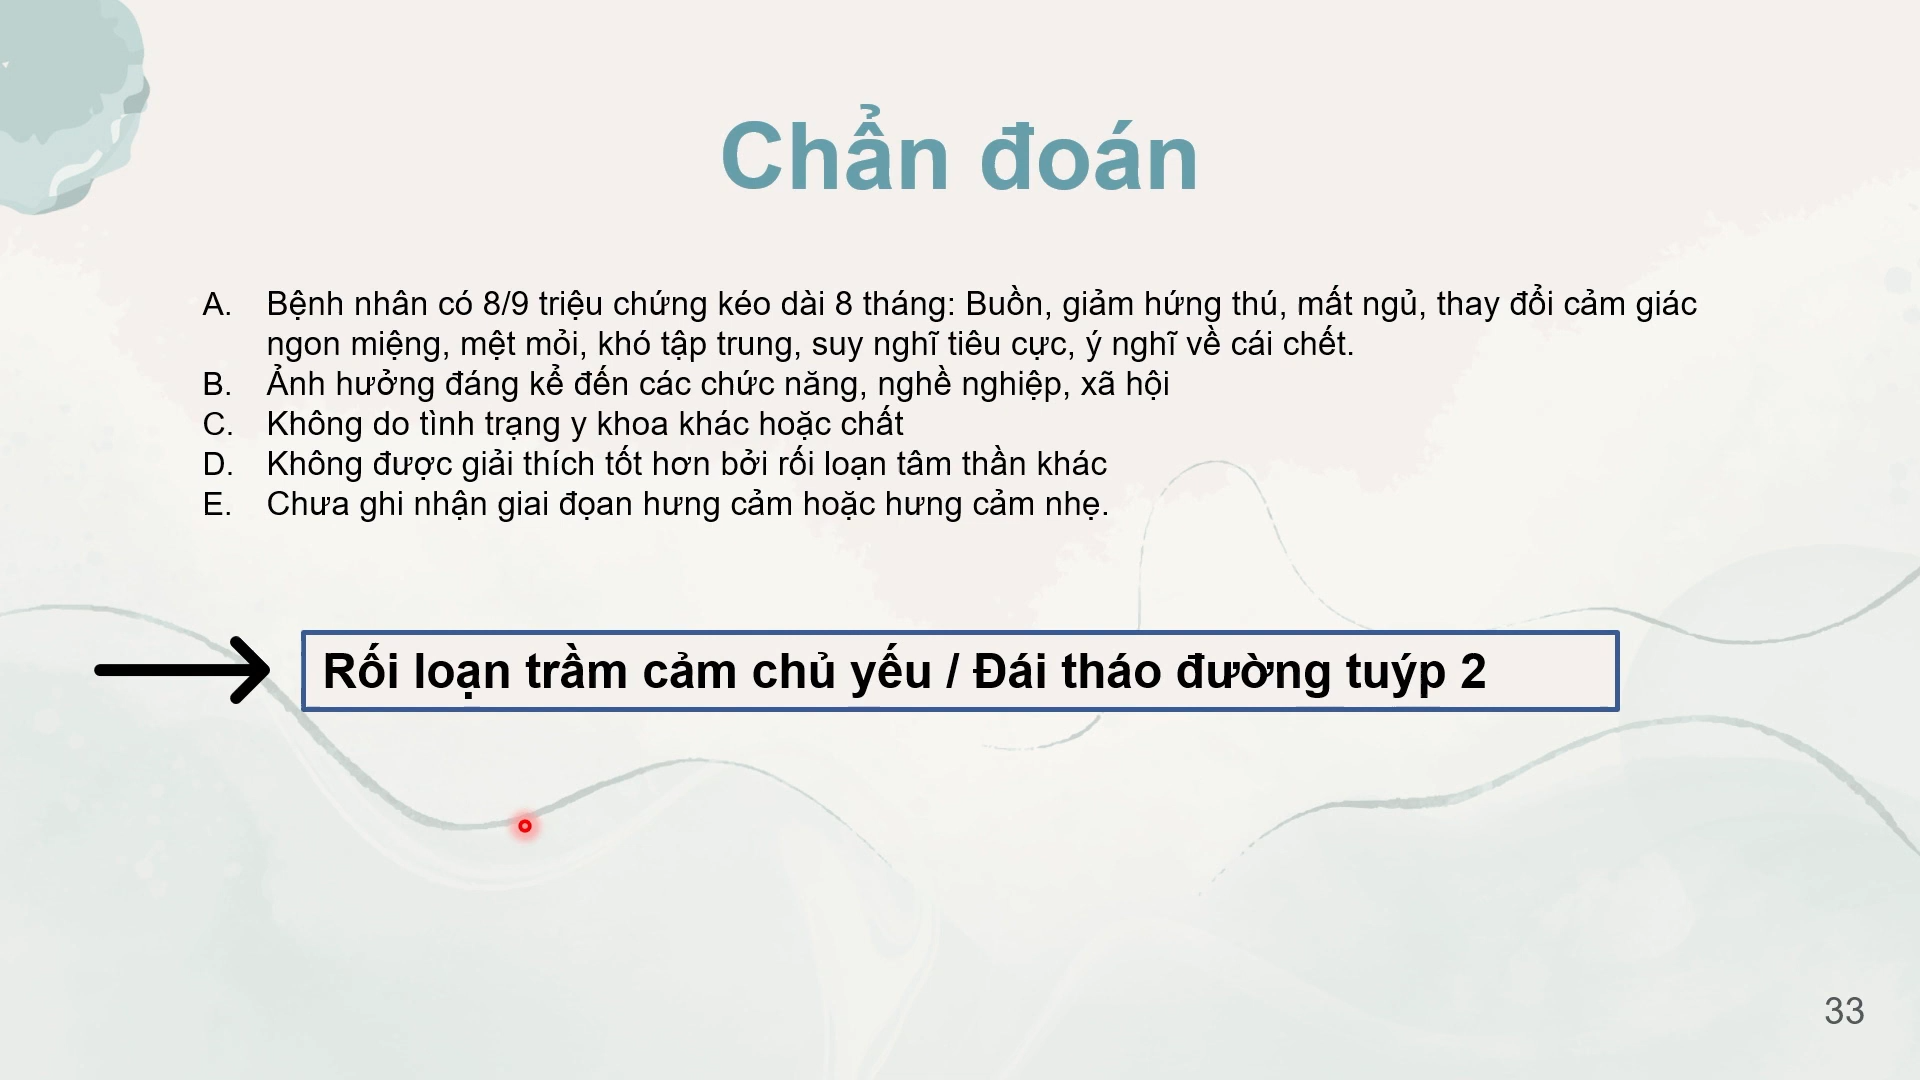 Chẩn đoán
A. Bệnh nhân có 8/9 triệu chứng kéo dài 8 tháng: Buồn, giảm hứng thú, mất ngủ, thay đổi cảm giác
ngon miệng, mệt mỏi, khó tập trung, suy nghĩ tiêu cực, ý nghĩ về cái chết.
B. Ảnh hưởng đáng kể đến các chức năng, nghề nghiệp, xã hội
C. Không do tình trạng y khoa khác hoặc chất
D. Không được giải thích tốt hơn bởi rối loạn tâm thần khác
E. Chưa ghi nhận giai đọan hưng cảm hoặc hưng cảm nhẹ.
Rối loạn trầm cảm chủ yếu / Đái tháo đường tuýp 2
33